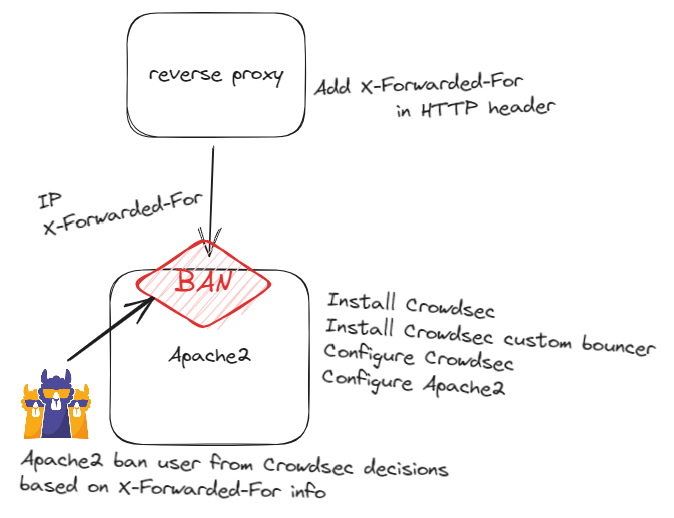 reverse proxy
Add X-Forwarded-For
in HTTP header
IP
X-Forwarded-For
BAN
Apache2
Install Crowdsec
Install Crowdsec custom bouncer
Configure Crowdsec
Configure Apache2
Apache2 ban user from Crowdsec decisions
based on X-Forwarded-For info